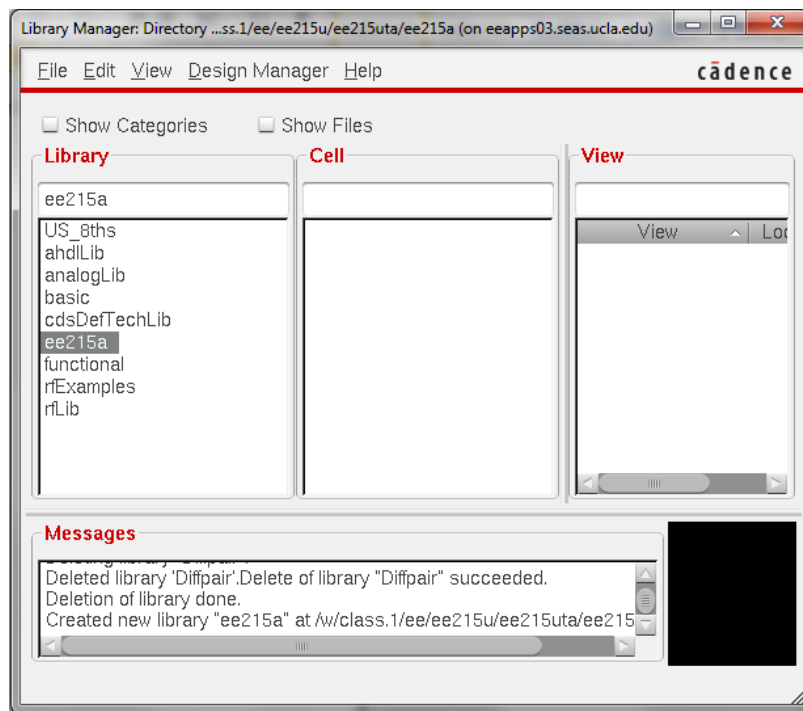 Library Manager: Directory ...ss.1/ee/ee215u/ee215uta/ee215a (on eeapps03.seas.ucla.edu)
File Edit View Design Manager Help cādence
Show Categories Show Files
Library Cell View
ee215a
View Loc
US_8ths
ahdlLib
analogLib
basic
cdsDefTechLib
ee215a
functional
rfExamples
rfLib
Messages
Deleted library 'Diffpair'.Delete of library "Diffpair" succeeded.
Deletion of library done.
Created new library "ee215a" at /w/class.1/ee/ee215u/ee215uta/ee215